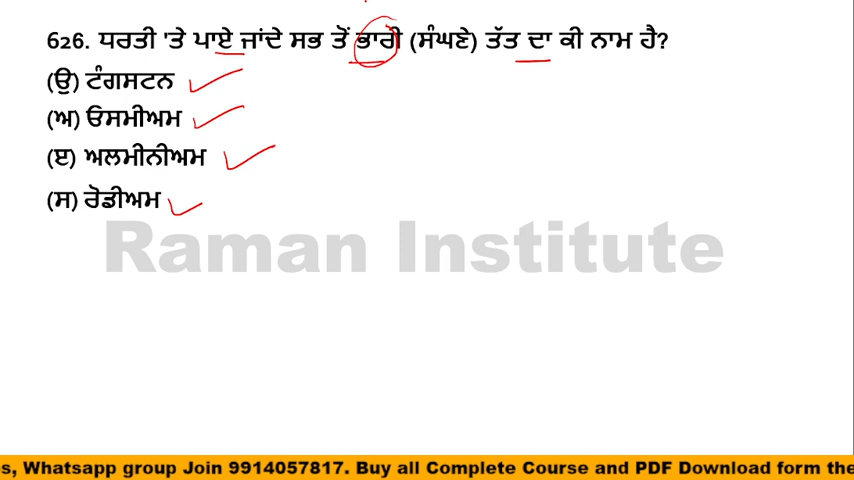 626. ਧਰਤੀ 'ਤੇ ਪਾਏ ਜਾਂਦੇ ਸਭ ਤੋਂ ਭਾਰੀ (ਸੰਘਣੇ) ਤੱਤ ਦਾ ਕੀ ਨਾਮ ਹੈ?
(ੳ) ਟੰਗਸਟਨ
(ਅ) ਓਸਮੀਅਮ
(ੲ) ਅਲਮੀਨੀਅਮ
(ਸ) ਰੋਡੀਅਮ
Raman Institute
s, Whatsapp group Join 9914057817. Buy all Complete Course and PDF Download form the